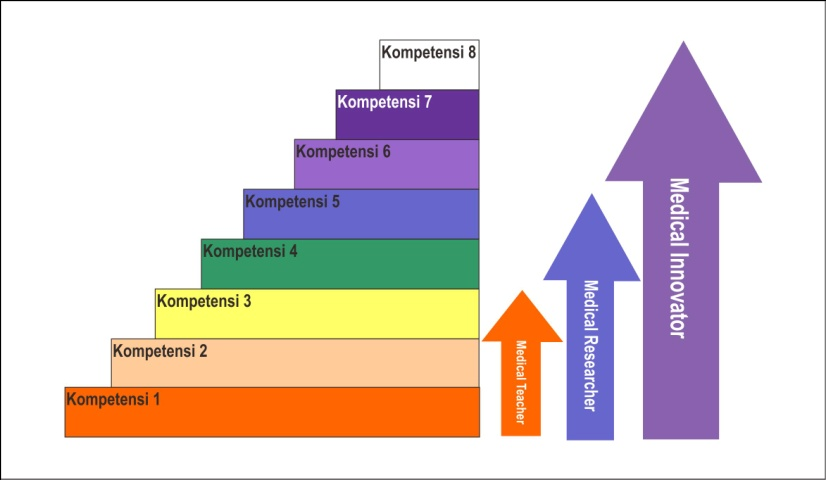 Kompetensi 8
Kompetensi 7
Kompetensi 6
Kompetensi 5
Kompetensi 4
Kompetensi 3
Kompetensi 2
Kompetensi 1
Medical Teacher
Medical Researcher
Medical Innovator